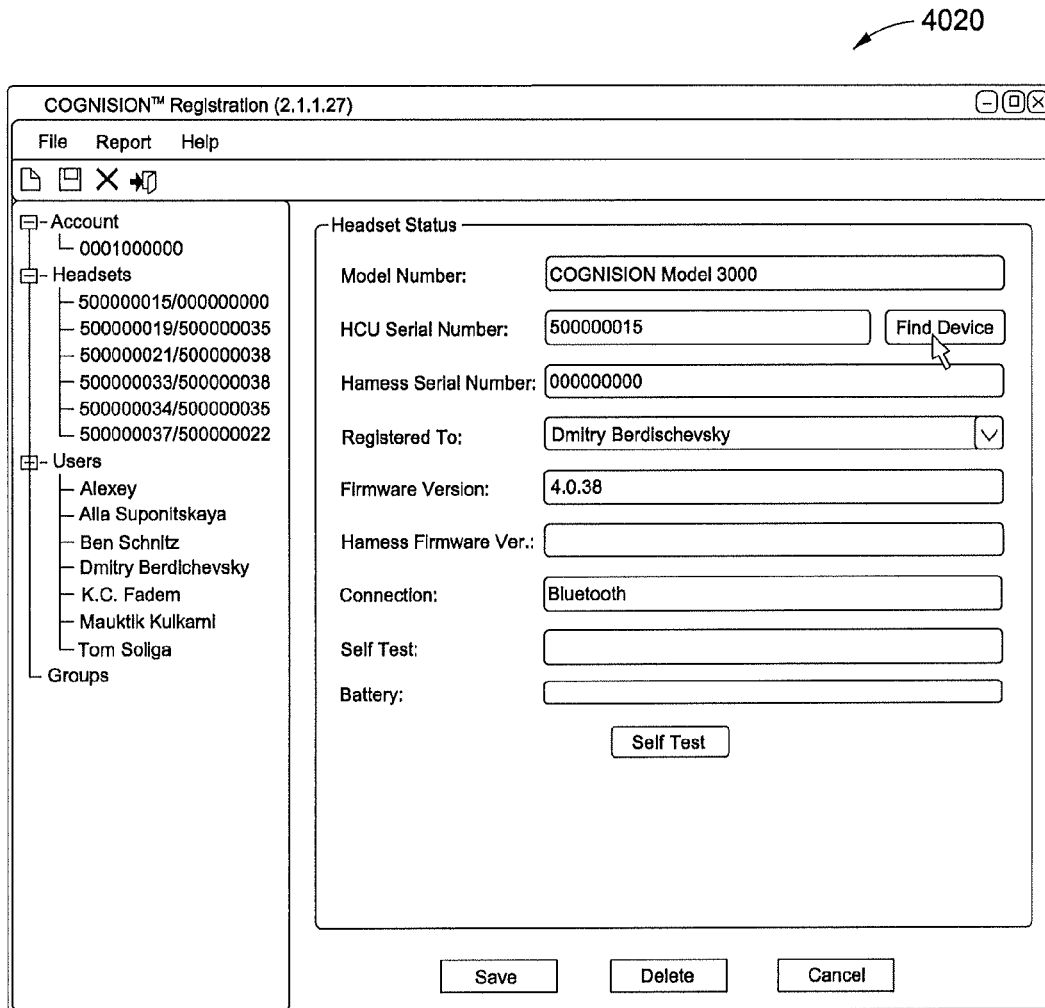 4020
COGNISION™ Registration (2.1.1.27)
File Report Help
Account
0001000000
Headsets
500000015/000000000
500000019/500000035
500000021/500000038
500000033/500000038
500000034/500000035
500000037/500000022
Users
Alexey
Alla Suponitskaya
Ben Schnitz
Dmitry Berdichevsky
K.C. Fadem
Mauktik Kulkarni
Tom Soliga
Groups
Headset Status
Model Number: COGNISION Model 3000
HCU Serial Number: 500000015 Find Device
Harness Serial Number: 000000000
Registered To: Dmitry Berdischevsky
Firmware Version: 4.0.38
Harness Firmware Ver.:
Connection: Bluetooth
Self Test:
Battery:
Self Test
Save Delete Cancel